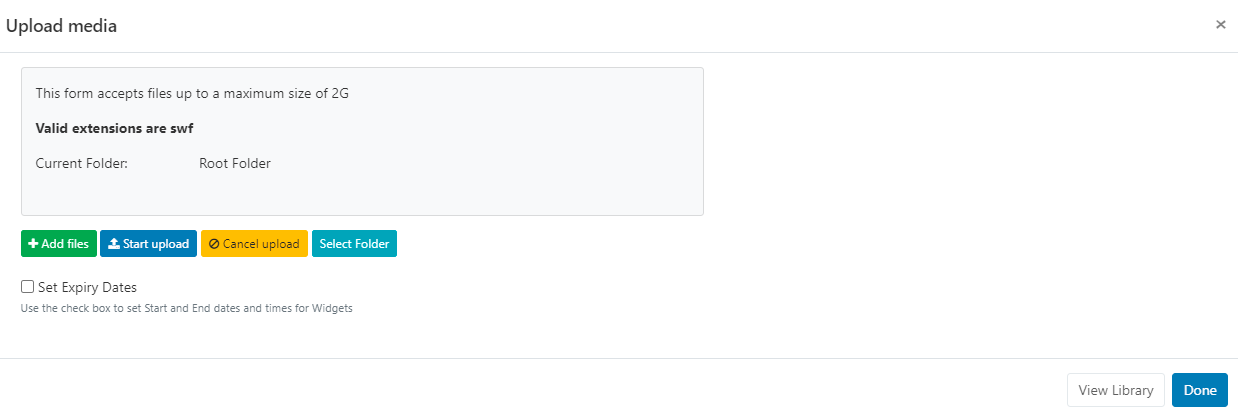 Upload media
×
This form accepts files up to a maximum size of 2G
Valid extensions are swf
Current Folder: Root Folder
Add files Start upload Cancel upload Select Folder
Set Expiry Dates
Use the check box to set Start and End dates and times for Widgets
View Library Done